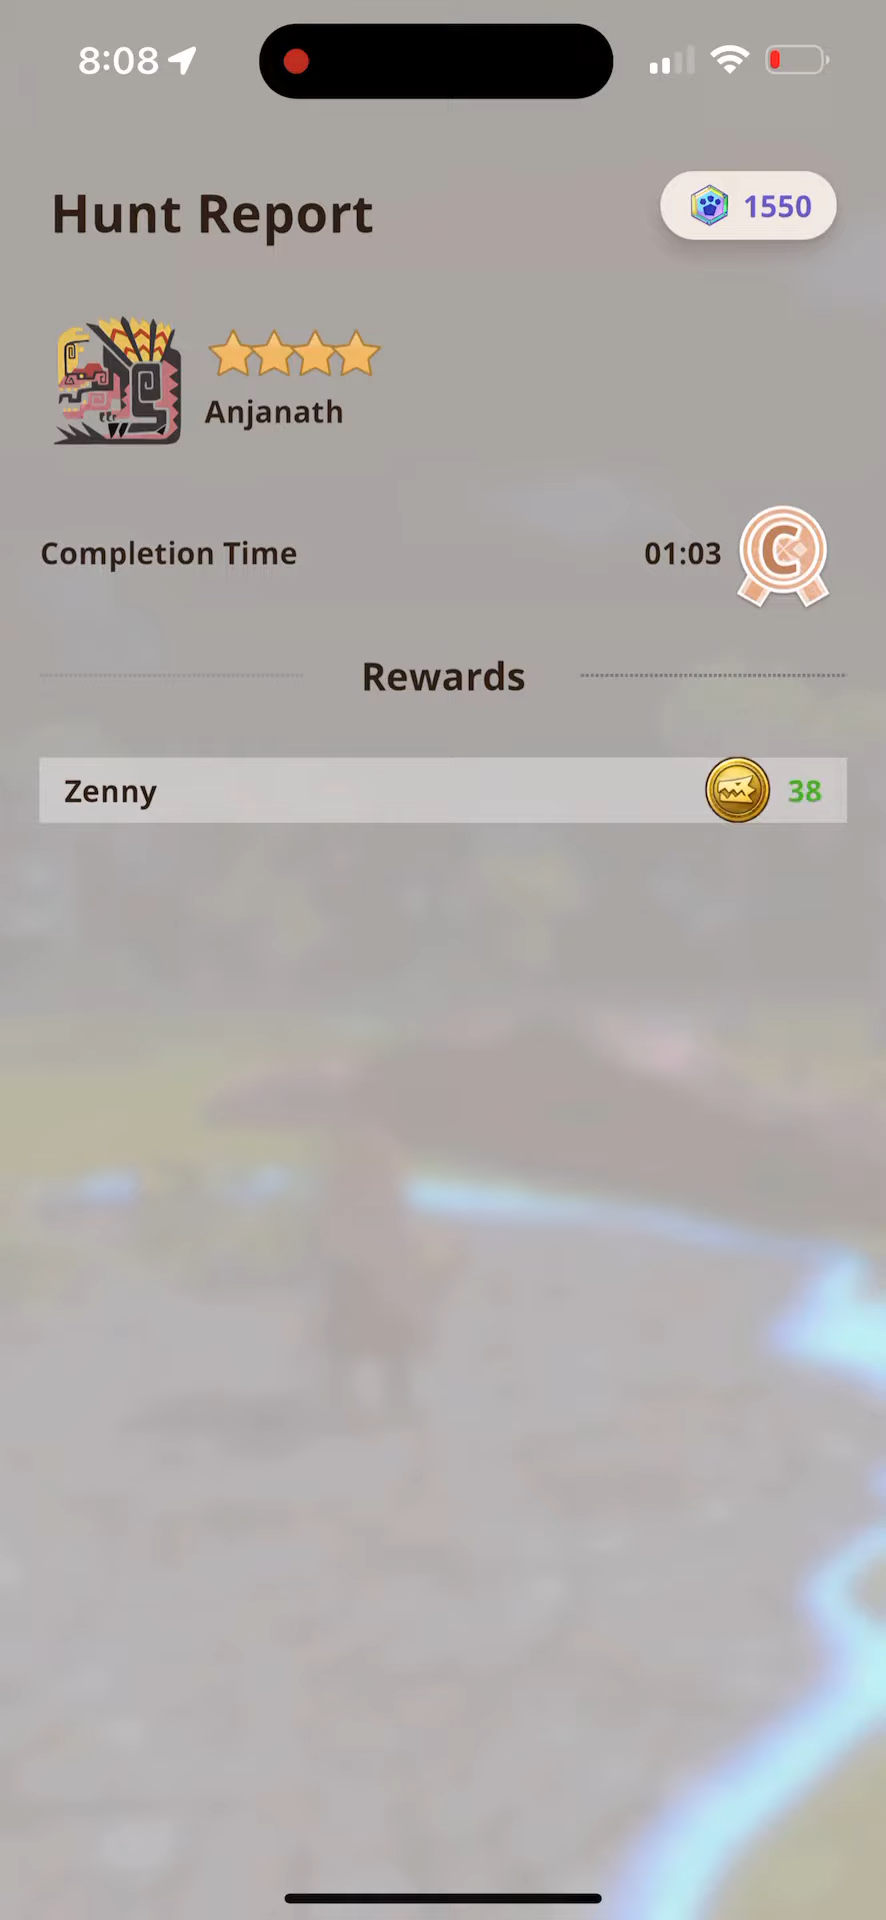 8:08
Hunt Report
1550
Anjanath
Completion Time 01:03 C
Rewards
Zenny 38